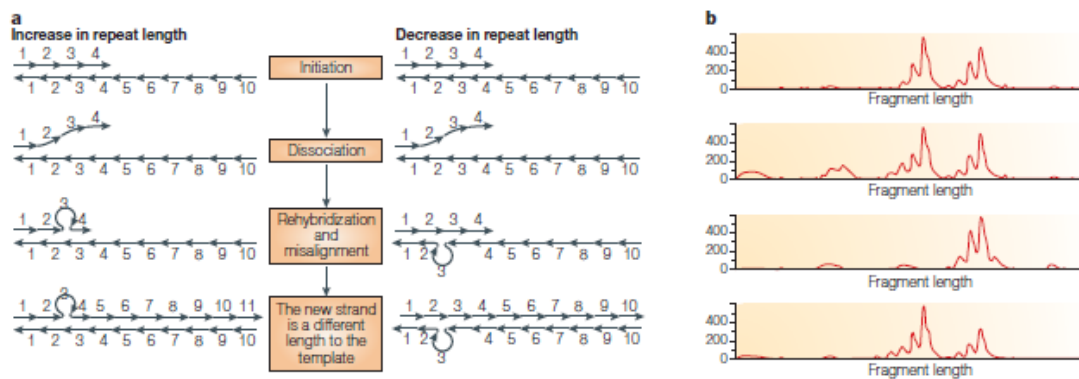 a
Increase in repeat length
1 2 3 4
1 2 3 4 5 6 7 8 9 10
1 2 3 4
1 2 3 4 5 6 7 8 9 10
3
1 2 4
1 2 3 4 5 6 7 8 9 10
3
1 2 4 5 6 7 8 9 10 11
1 2 3 4 5 6 7 8 9 10
Initiation
Dissociation
Rehybridization
and
misalignment
The new strand
is a different
length to the
template
Decrease in repeat length
1 2 3 4
1 2 3 4 5 6 7 8 9 10
1 2 3 4
1 2 3 4 5 6 7 8 9 10
1 2 3 4
1 2 4 5 6 7 8 9 10
3
1 2 3 4 5 6 7 8 9 10
1 2 4 5 6 7 8 9 10
3
b
400
200
0
Fragment length
400
200
0
Fragment length
400
200
0
Fragment length
400
200
0
Fragment length